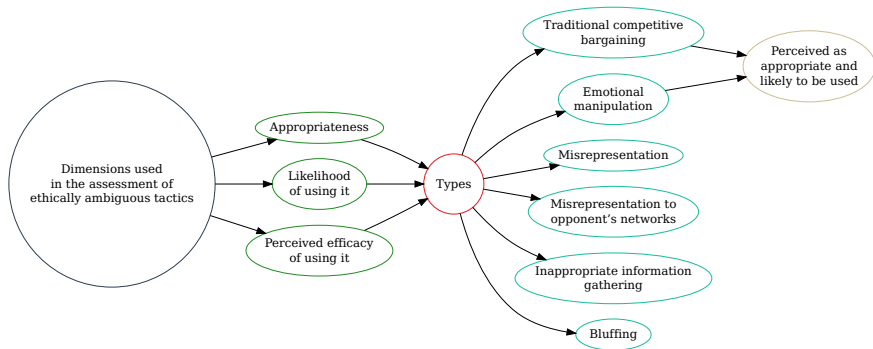 Dimensions used
in the assessment of
ethically ambiguous tactics
Appropriateness
Likelihood
of using it
Perceived efficacy
of using it
Types
Traditional competitive
bargaining
Emotional
manipulation
Misrepresentation
Misrepresentation to
opponent’s networks
Inappropriate information
gathering
Bluffing
Perceived as
appropriate and
likely to be used